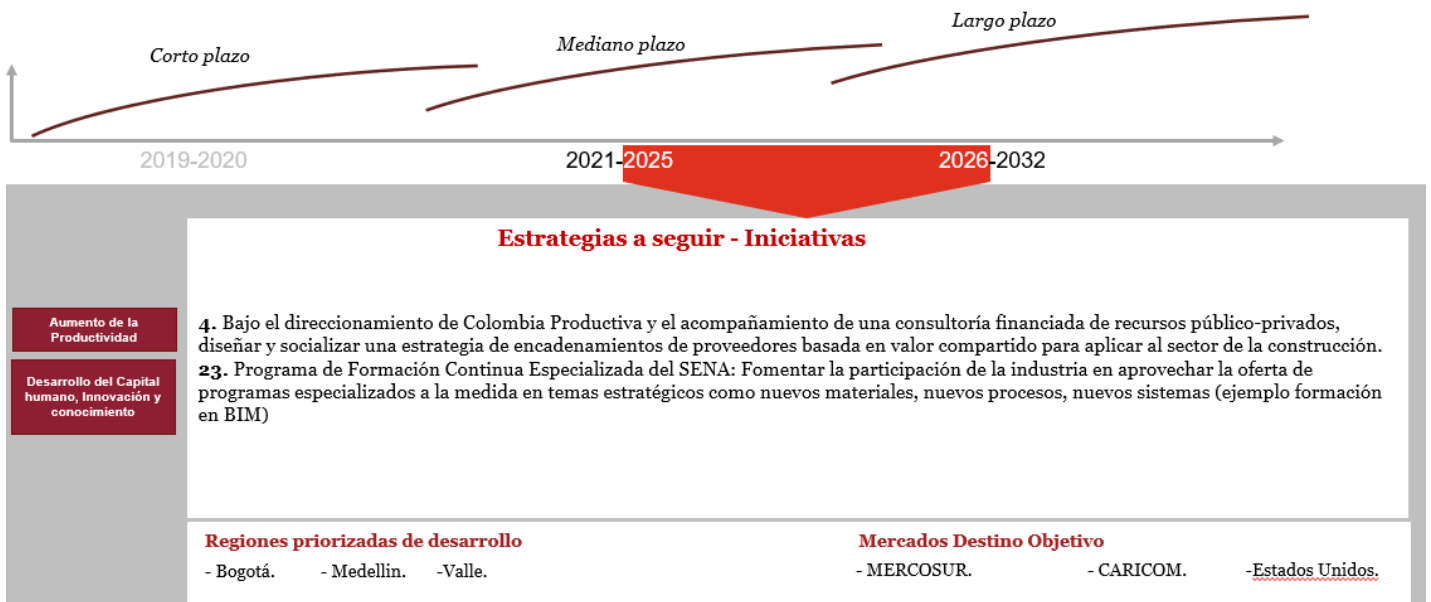 Corto plazo
Mediano plazo
Largo plazo
2019-2020
2021-2025
2026-2032
Estrategias a seguir - Iniciativas
Aumento de la
Productividad
Desarrollo del Capital
humano, Innovación y
conocimiento
4. Bajo el direccionamiento de Colombia Productiva y el acompañamiento de una consultoría financiada de recursos público-privados,
diseñar y socializar una estrategia de encadenamientos de proveedores basada en valor compartido para aplicar al sector de la construcción.
23. Programa de Formación Continua Especializada del SENA: Fomentar la participación de la industria en aprovechar la oferta de
programas especializados a la medida en temas estratégicos como nuevos materiales, nuevos procesos, nuevos sistemas (ejemplo formación
en BIM)
Regiones priorizadas de desarrollo
- Bogotá. - Medellin. -Valle.
Mercados Destino Objetivo
- MERCOSUR. - CARICOM. -Estados Unidos.